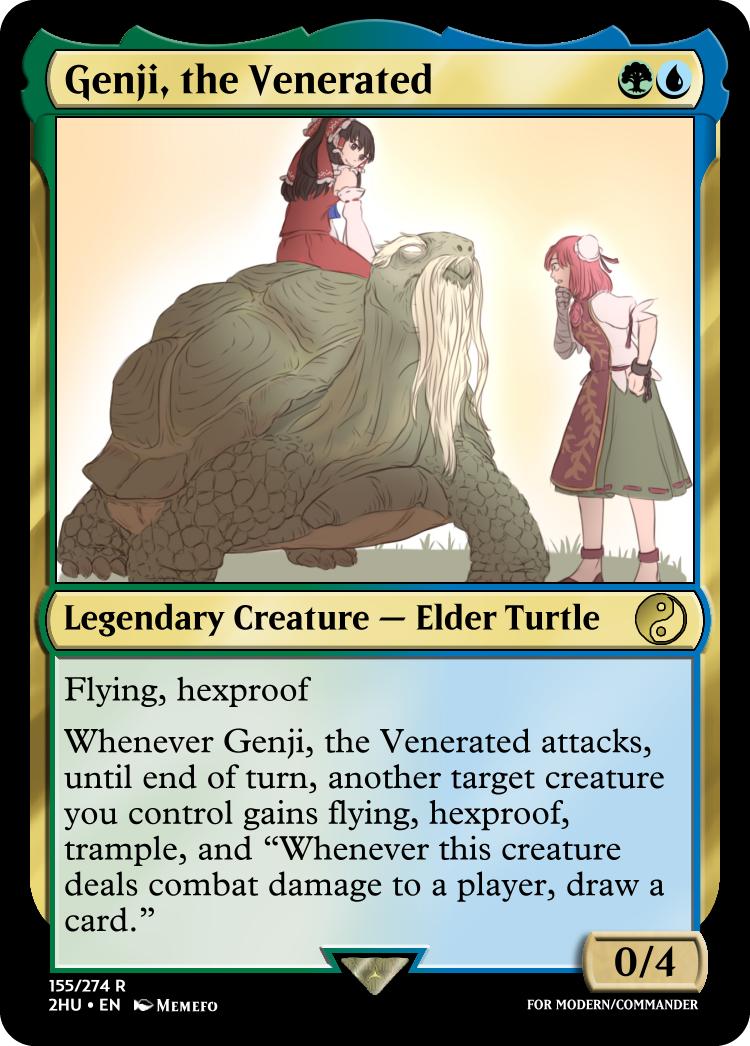 Genji, the Venerated
Legendary Creature — Elder Turtle
Flying, hexproof
Whenever Genji, the Venerated attacks,
until end of turn, another target creature
you control gains flying, hexproof,
trample, and “Whenever this creature
deals combat damage to a player, draw a
card.”
0/4
155/274 R
2HU • EN Memefo
FOR MODERN/COMMANDER